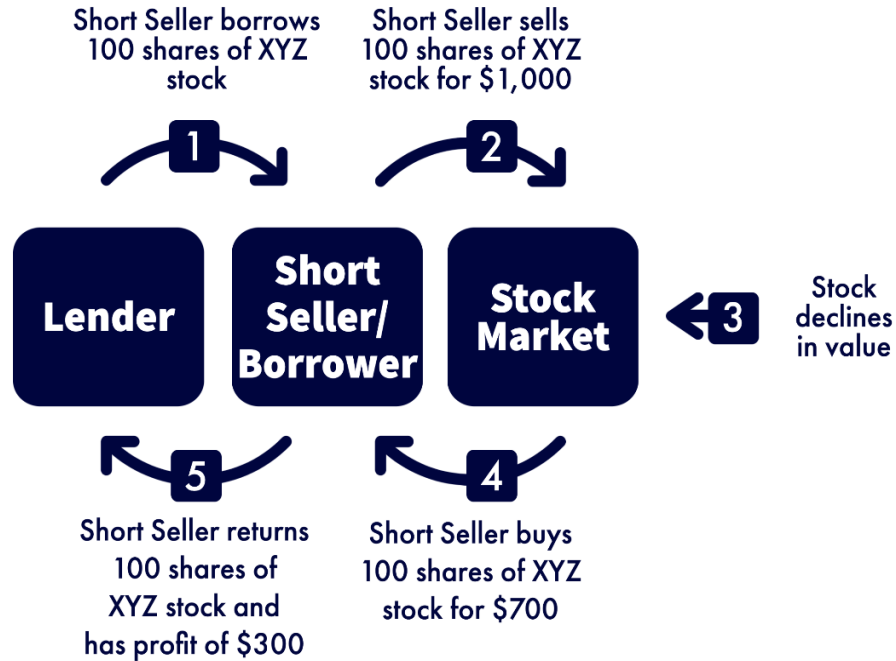 Short Seller borrows
100 shares of XYZ
stock
Short Seller sells
100 shares of XYZ
stock for $1,000
1
2
Lender
Short
Seller/
Borrower
Stock
Market
3
Stock
declines
in value
5
4
Short Seller returns
100 shares of
XYZ stock and
has profit of $300
Short Seller buys
100 shares of XYZ
stock for $700